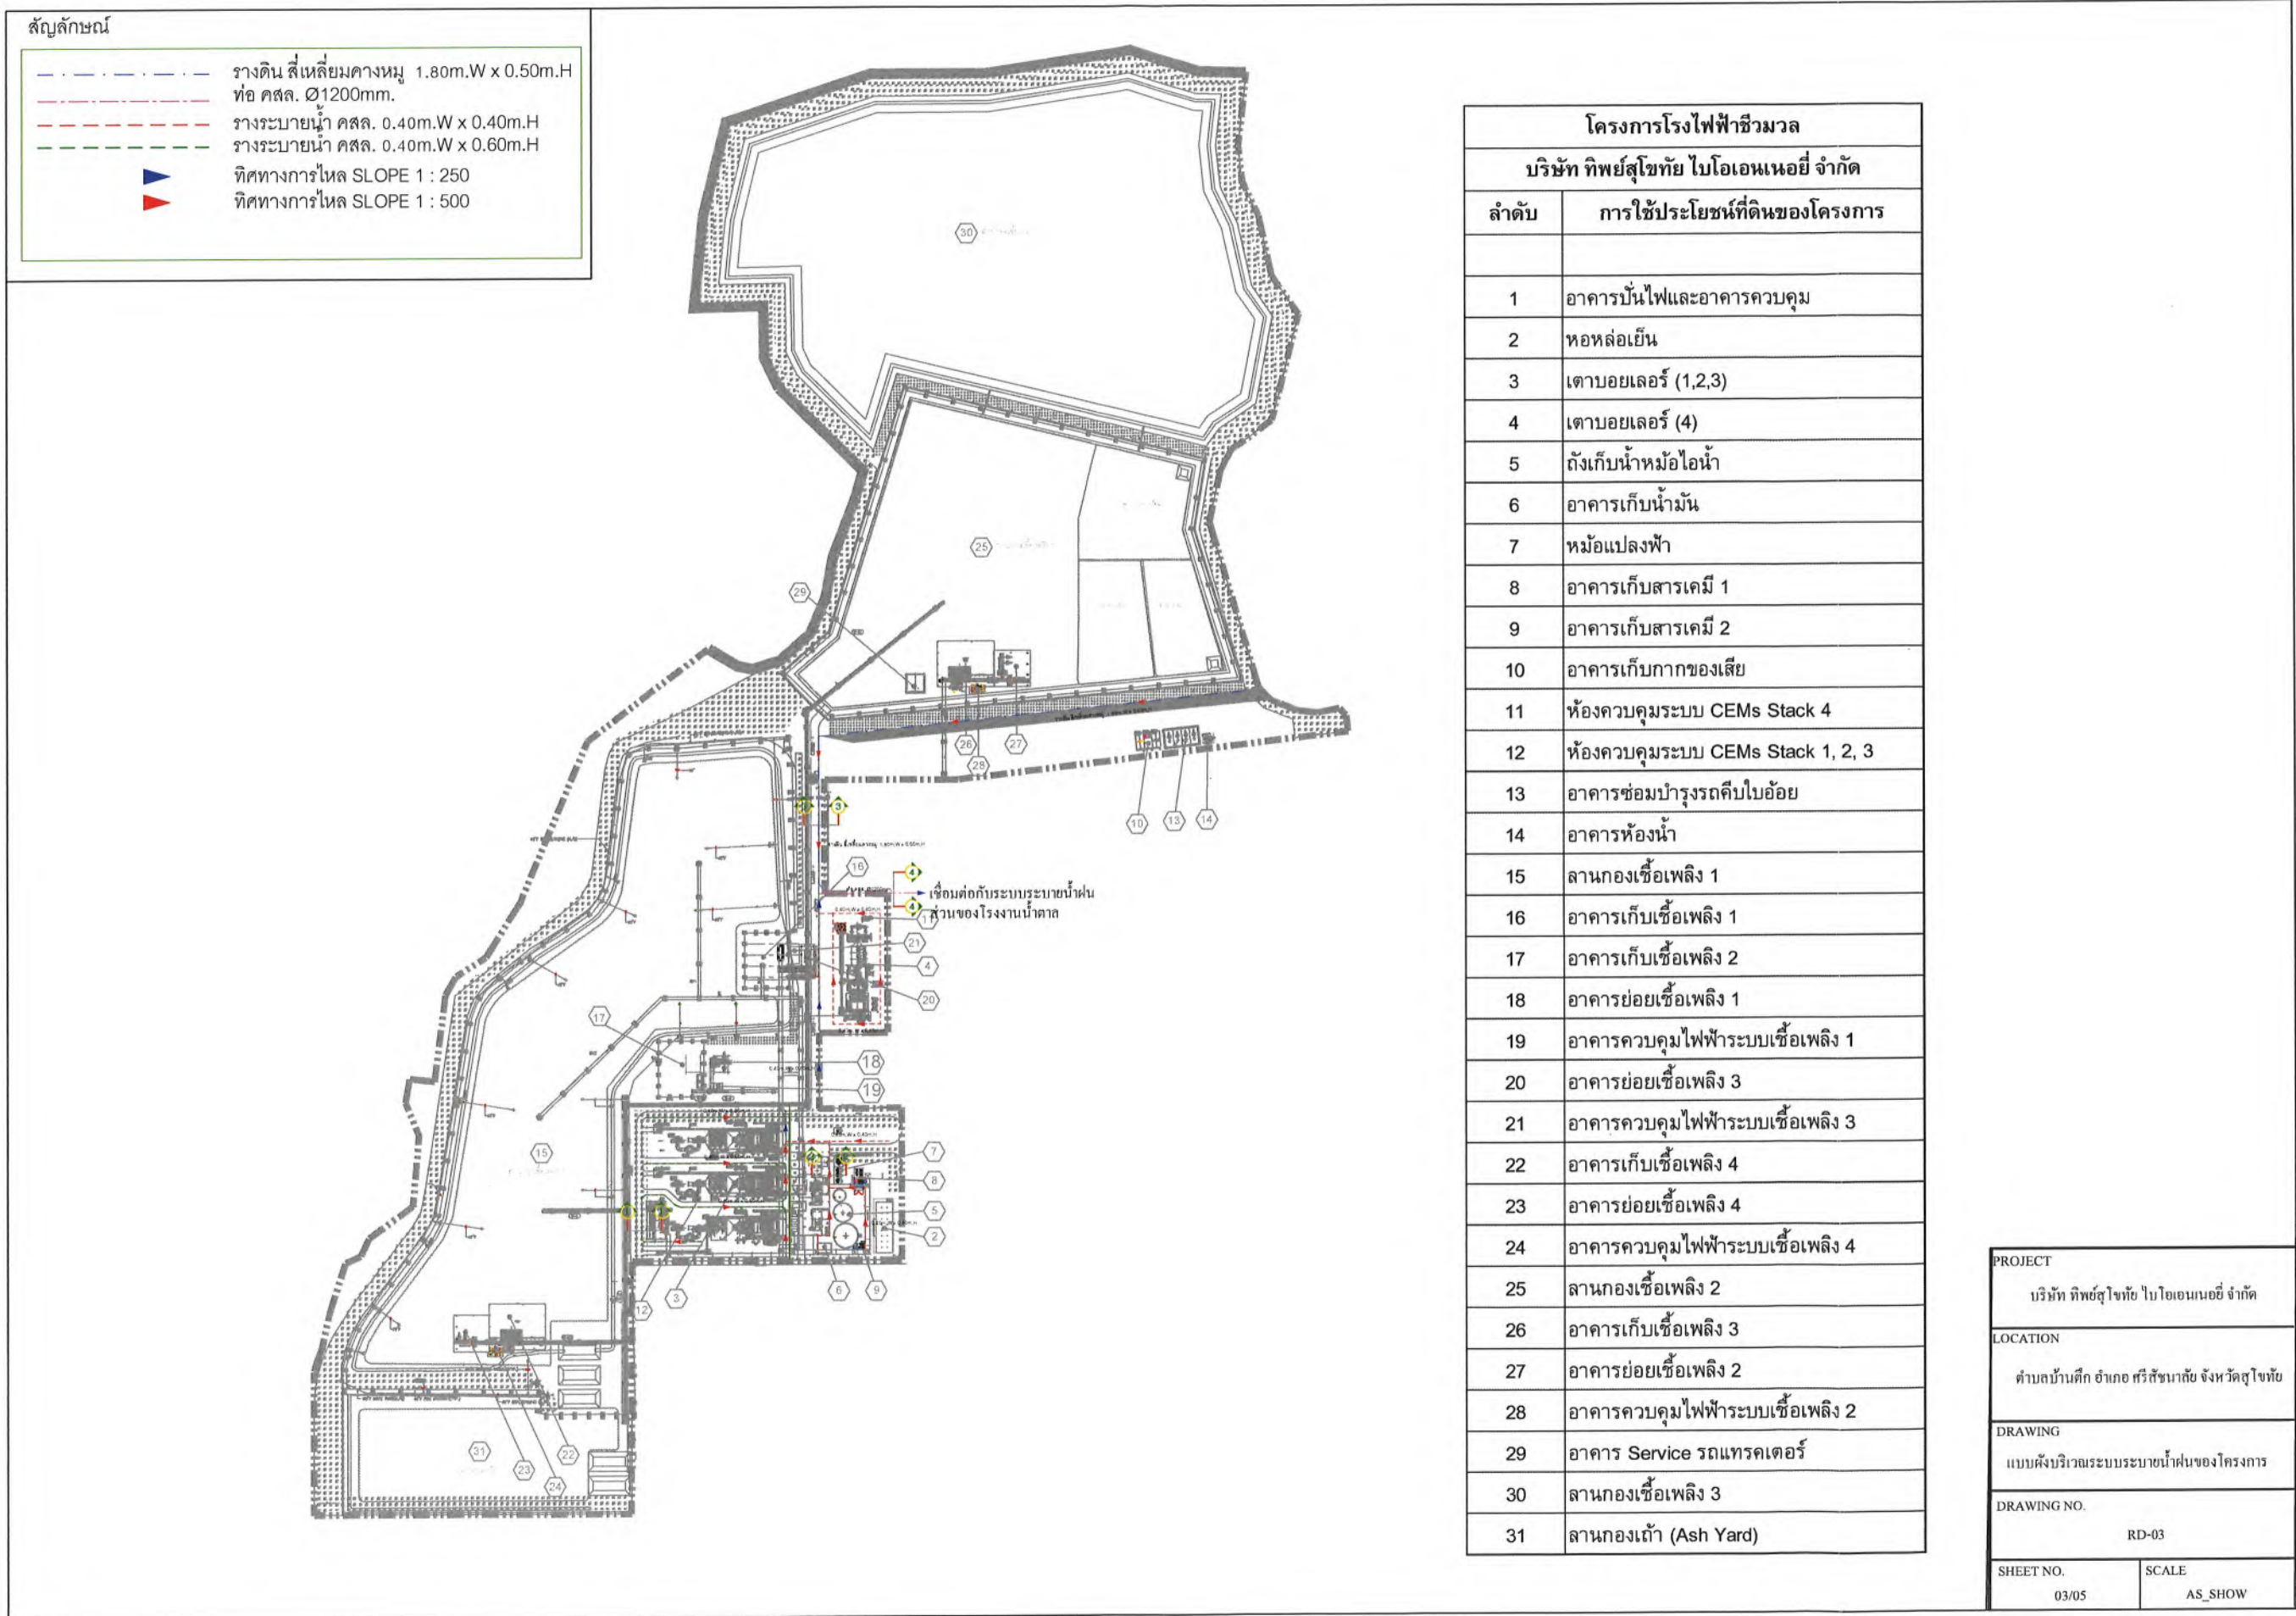 สัญลักษณ์
รางดิน สี่เหลี่ยมคางหมู 1.80m.W x 0.50m.H
ท่อ คสล. Ø1200mm.
รางระบายน้ำ คสล. 0.40m.W x 0.40m.H
รางระบายน้ำ คสล. 0.40m.W x 0.60m.H
ทิศทางการไหล SLOPE 1 : 250
ทิศทางการไหล SLOPE 1 : 500
30
25
29
26
27
28
10
13
14
3
16
4
เชื่อมต่อกับระบบระบายน้ำฝน
4
ส่วนของโรงงานน้ำตาล
21
4
20
17
18
19
15
7
8
5
2
12
3
6
9
31
23
22
24
โครงการโรงไฟฟ้าชีวมวล
บริษัท ทิพย์สุโขทัย ไบโอเอนเนอยี่ จำกัด
ลำดับ การใช้ประโยชน์ที่ดินของโครงการ
1 อาคารปั่นไฟและอาคารควบคุม
2 หอหล่อเย็น
3 เตาบอยเลอร์ (1,2,3)
4 เตาบอยเลอร์ (4)
5 ถังเก็บน้ำหม้อไอน้ำ
6 อาคารเก็บน้ำมัน
7 หม้อแปลงฟ้า
8 อาคารเก็บสารเคมี 1
9 อาคารเก็บสารเคมี 2
10 อาคารเก็บกากของเสีย
11 ห้องควบคุมระบบ CEMs Stack 4
12 ห้องควบคุมระบบ CEMs Stack 1, 2, 3
13 อาคารซ่อมบำรุงรถคีบใบอ้อย
14 อาคารห้องน้ำ
15 ลานกองเชื้อเพลิง 1
16 อาคารเก็บเชื้อเพลิง 1
17 อาคารเก็บเชื้อเพลิง 2
18 อาคารย่อยเชื้อเพลิง 1
19 อาคารควบคุมไฟฟ้าระบบเชื้อเพลิง 1
20 อาคารย่อยเชื้อเพลิง 3
21 อาคารควบคุมไฟฟ้าระบบเชื้อเพลิง 3
22 อาคารเก็บเชื้อเพลิง 4
23 อาคารย่อยเชื้อเพลิง 4
24 อาคารควบคุมไฟฟ้าระบบเชื้อเพลิง 4
25 ลานกองเชื้อเพลิง 2
26 อาคารเก็บเชื้อเพลิง 3
27 อาคารย่อยเชื้อเพลิง 2
28 อาคารควบคุมไฟฟ้าระบบเชื้อเพลิง 2
29 อาคาร Service รถแทรคเตอร์
30 ลานกองเชื้อเพลิง 3
31 ลานกองเถ้า (Ash Yard)
PROJECT
บริษัท ทิพย์สุโขทัย ไบโอเอนเนอยี่ จำกัด
LOCATION
ตำบลบ้านตึก อำเภอ ศรีสัชนาลัย จังหวัดสุโขทัย
DRAWING
แบบผังบริเวณระบบระบายน้ำฝนของโครงการ
DRAWING NO.
RD-03
SHEET NO. SCALE
03/05 AS_SHOW